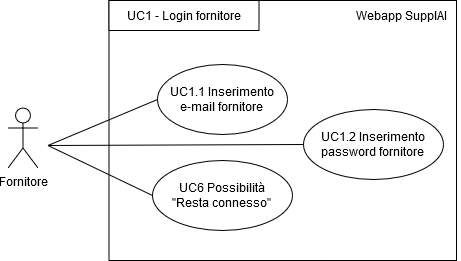 UC1 - Login fornitore
Webapp SupplAI
UC1.1 Inserimento
e-mail fornitore
UC1.2 Inserimento
password fornitore
Fornitore
UC6 Possibilità
"Resta connesso"